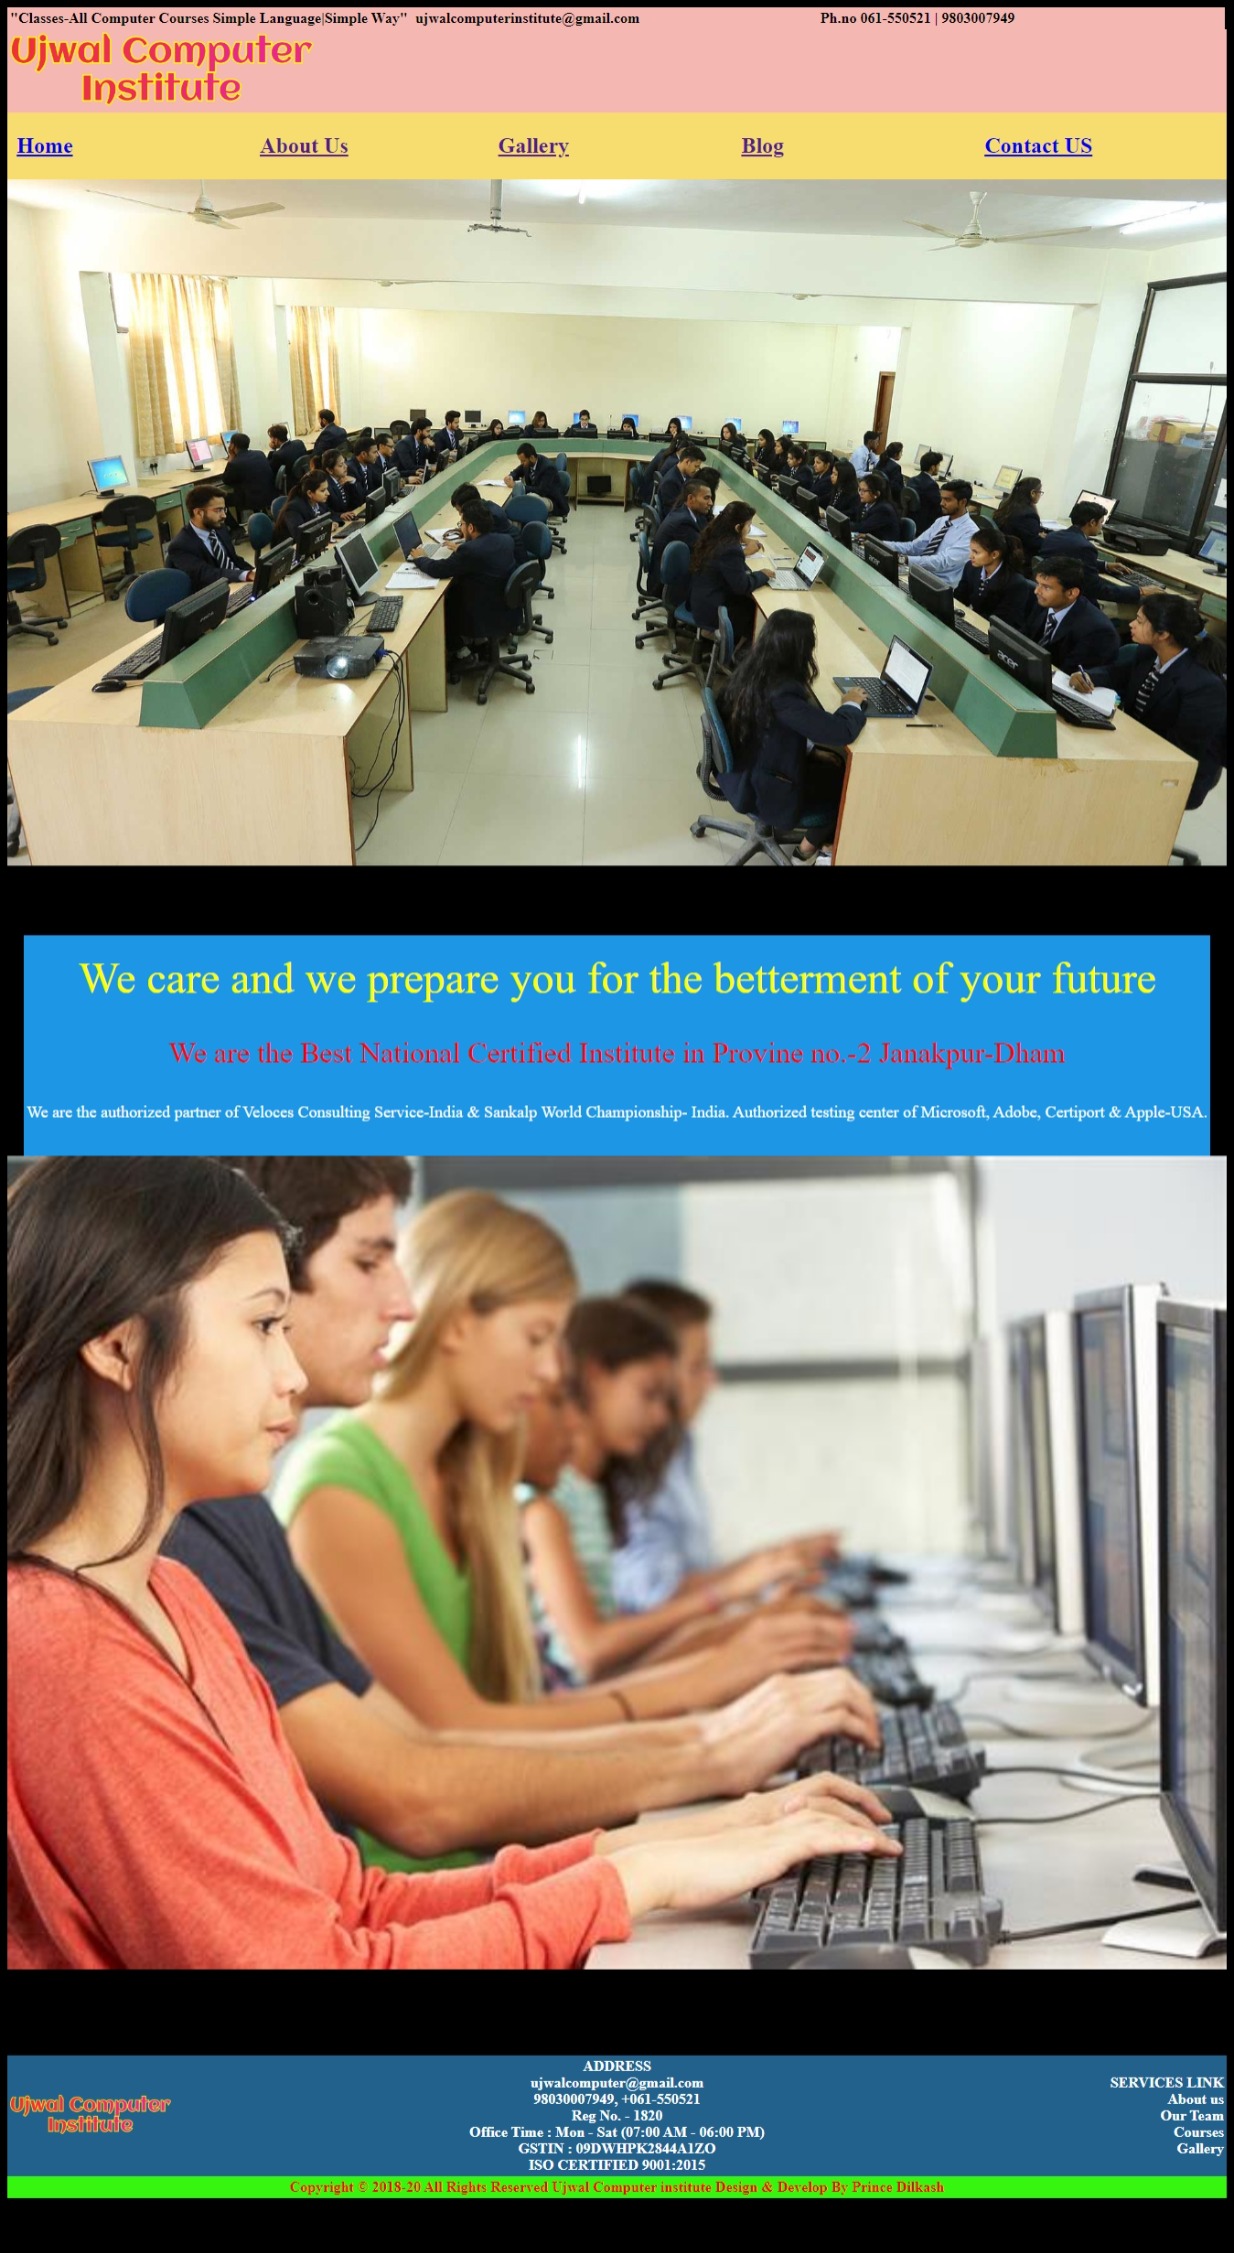 "Classes-All Computer Courses Simple Language|Simple Way" ujwalcomputerinstitute@gmail.com Ph.no 061-550521 | 9803007949
Ujwal Computer
Institute
Home About Us Gallery Blog Contact US
acer
We care and we prepare you for the betterment of your future
We are the Best National Certified Institute in Provine no.-2 Janakpur-Dham
We are the authorized partner of Veloces Consulting Service-India & Sankalp World Championship- India. Authorized testing center of Microsoft, Adobe, Certiport & Apple-USA.
Ujwal Computer
Institute
ADDRESS
ujwalcomputer@gmail.com
98030007949, +061-550521
Reg No. - 1820
Office Time : Mon - Sat (07:00 AM - 06:00 PM)
GSTIN : 09DWHPK2844A1ZO
ISO CERTIFIED 9001:2015
SERVICES LINK
About us
Our Team
Courses
Gallery
Copyright © 2018-20 All Rights Reserved Ujwal Computer institute Design & Develop By Prince Dilkash